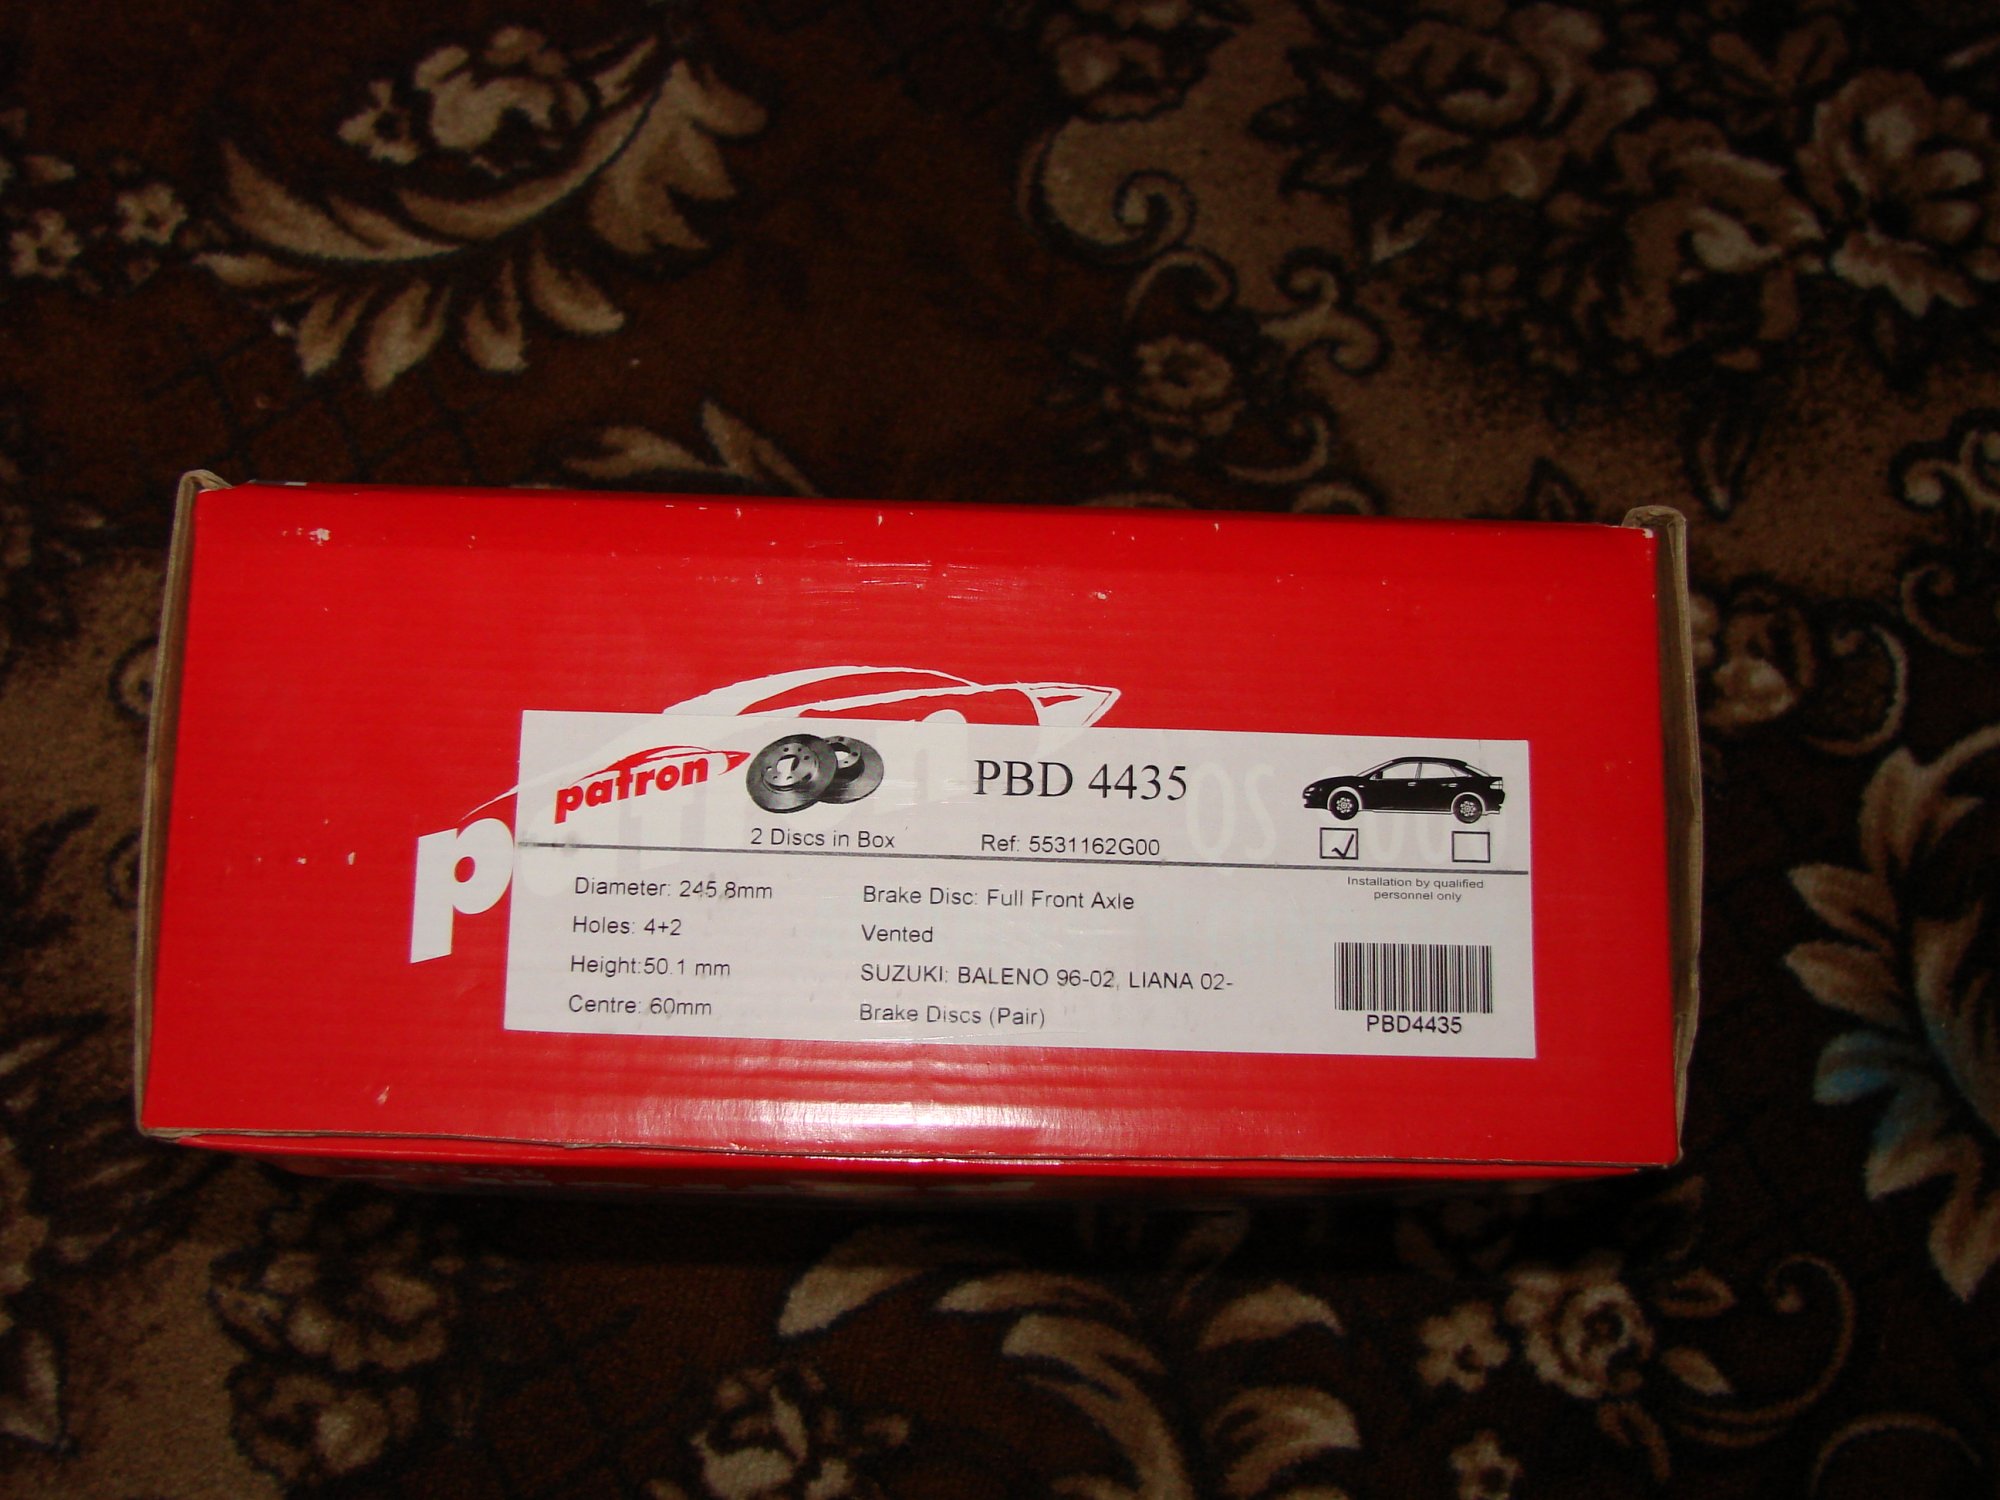 patron
PBD 4435
2 Discs in Box
Ref: 5531162G00
Diameter: 245.8mm
Holes: 4+2
Height:50.1 mm
Centre: 60mm
Brake Disc: Full Front Axle
Vented
SUZUKI: BALENO 96-02, LIANA 02-
Brake Discs (Pair)
Installation by qualified
personnel only
PBD4435